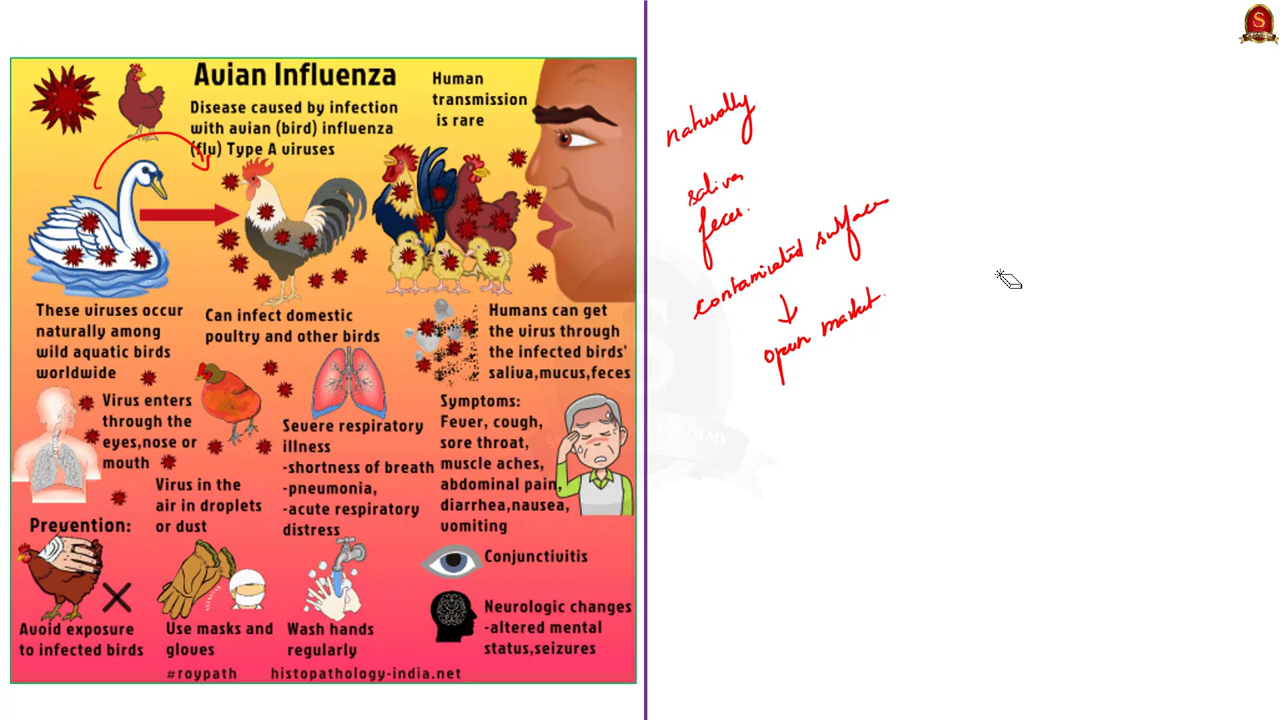 Avian Influenza
Disease caused by infection
with avian (bird) influenza
(flu) Type A viruses
Human
transmission
is rare
These viruses occur
naturally among
wild aquatic birds
worldwide
Can infect domestic
poultry and other birds
Humans can get
the virus through
the infected birds'
saliva,mucus,feces
Virus enters
through the
eyes,nose or
mouth
Virus in the
air in droplets
or dust
Severe respiratory
illness
-shortness of breath
-pneumonia,
-acute respiratory
distress
Symptoms:
Fever, cough,
sore throat,
muscle aches,
abdominal pain,
diarrhea,nausea,
vomiting
Prevention:
Avoid exposure
to infected birds
Use masks and
gloves
Wash hands
regularly
Conjunctivitis
Neurologic changes
-altered mental
status,seizures
#roypath
histopathology-india.net
naturally
feces.
surface
↓
open market.
S